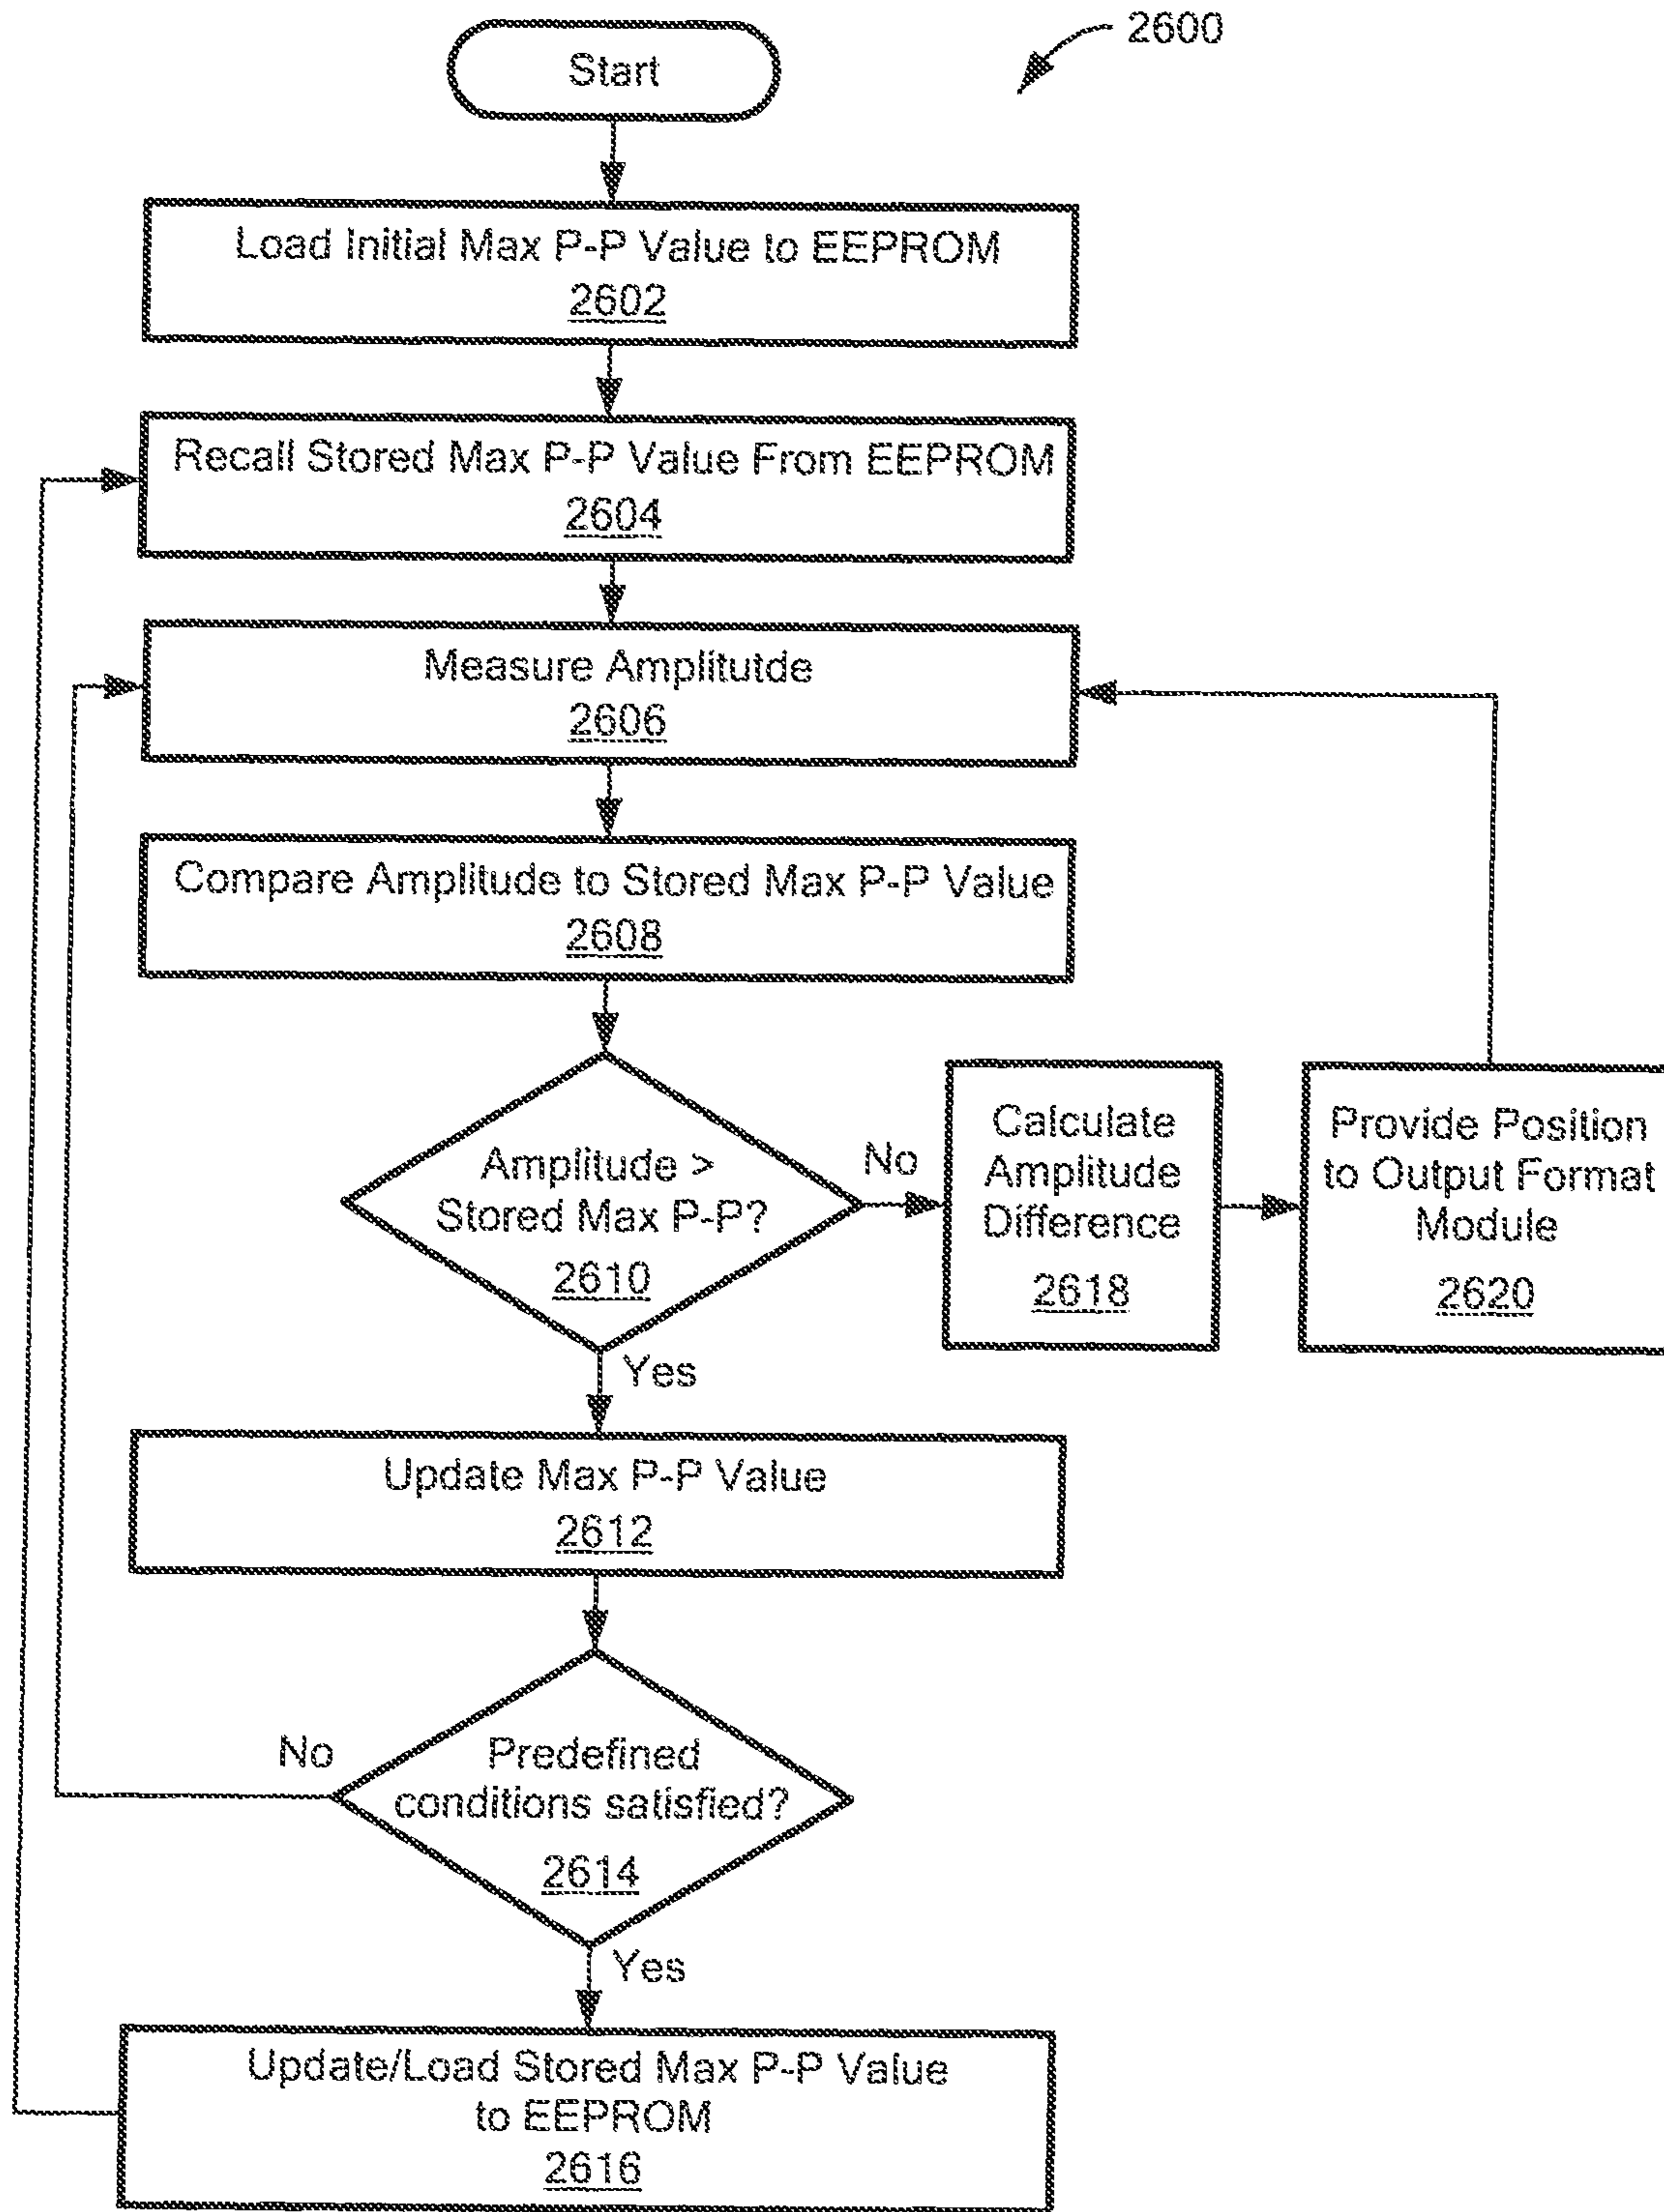 2600
Start
Load Initial Max P-P Value to EEPROM
2602
Recall Stored Max P-P Value From EEPROM
2604
Measure Amplitutde
2606
Compare Amplitude to Stored Max P-P Value
2608
Amplitude >
Stored Max P-P?
2610
No
Calculate
Amplitude
Difference
2618
Provide Position
to Output Format
Module
2620
Yes
Update Max P-P Value
2612
No
Predefined
conditions satisfied?
2614
Yes
Update/Load Stored Max P-P Value
to EEPROM
2616